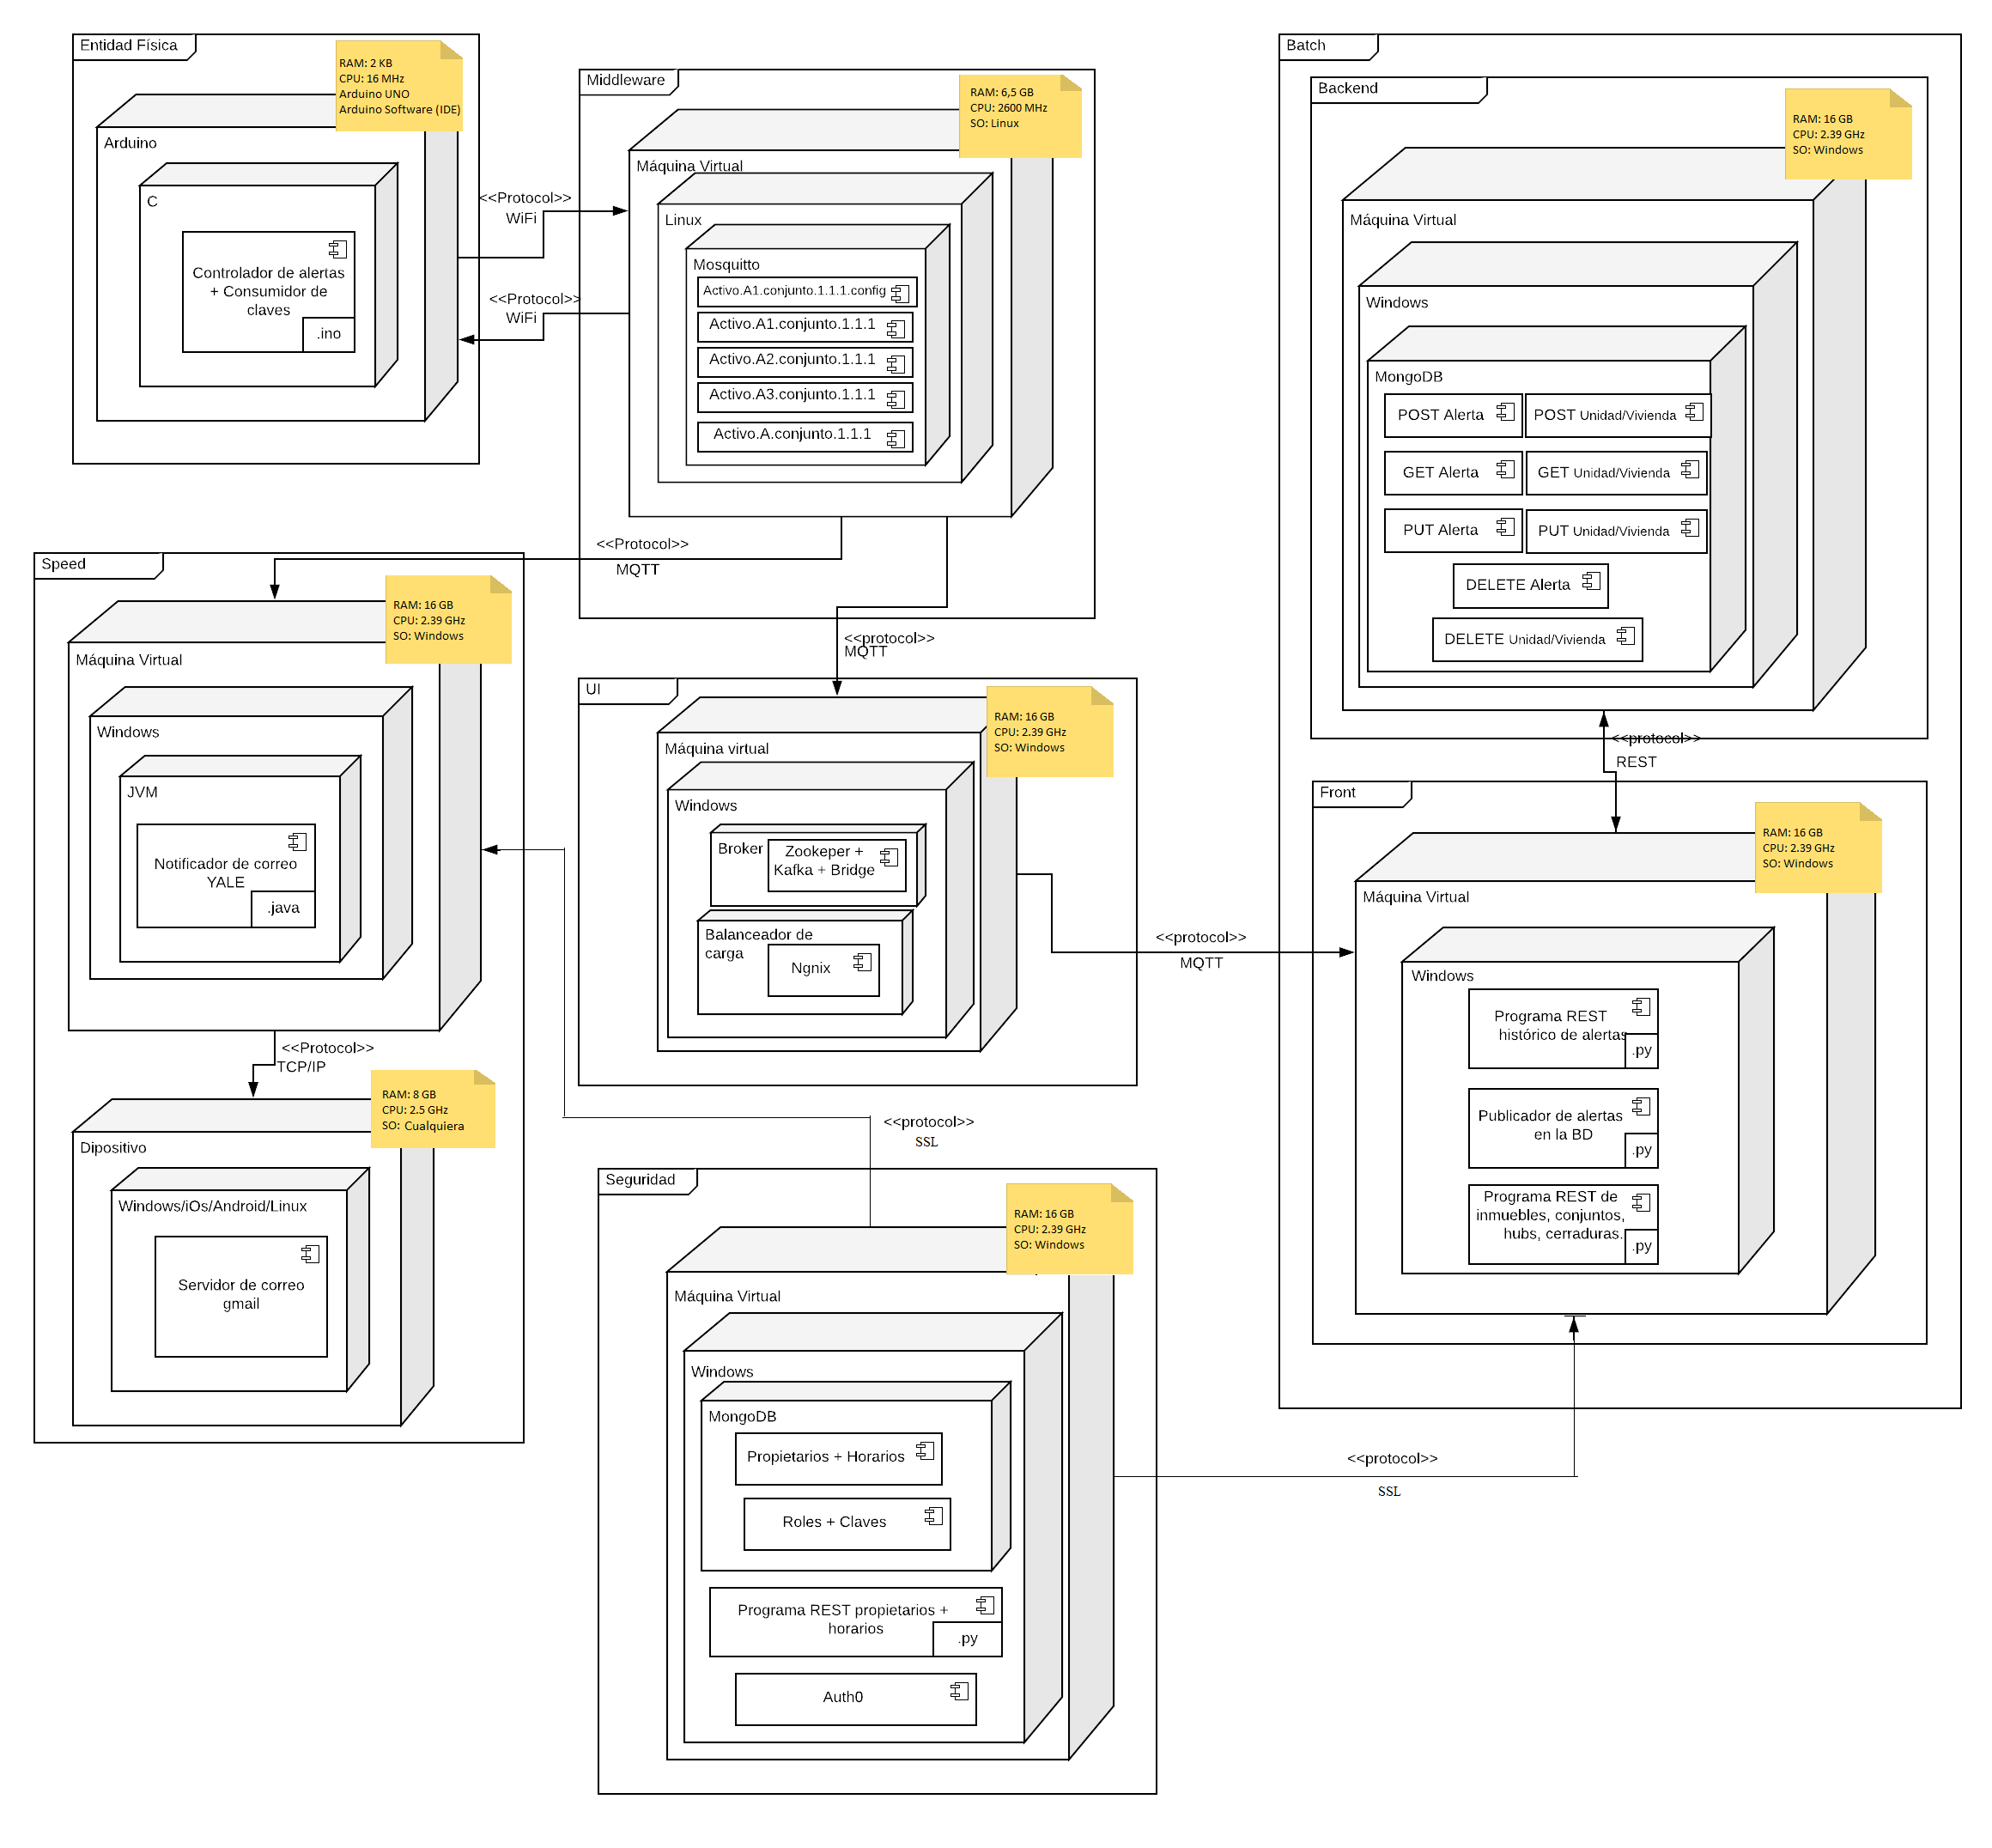 Entidad Física
RAM: 2 KB
CPU: 16 MHz
Arduino UNO
Arduino Software (IDE)
Arduino
C
Controlador de alertas
+ Consumidor de
claves
.ino
<<Protocol>>
WiFi
<<Protocol>>
WiFi
Middleware
RAM: 6,5 GB
CPU: 2600 MHz
SO: Linux
Máquina Virtual
Linux
Mosquitto
Activo.A1.conjunto.1.1.1.config
Activo.A1.conjunto.1.1.1
Activo.A2.conjunto.1.1.1
Activo.A3.conjunto.1.1.1
Activo.A.conjunto.1.1.1
<<Protocol>>
MQTT
<<protocol>>
MQTT
Batch
Backend
RAM: 16 GB
CPU: 2.39 GHz
SO: Windows
Máquina Virtual
Windows
MongoDB
POST Alerta
POST Unidad/Vivienda
GET Alerta
GET Unidad/Vivienda
PUT Alerta
PUT Unidad/Vivienda
DELETE Alerta
DELETE Unidad/Vivienda
<<protocol>>
REST
Front
RAM: 16 GB
CPU: 2.39 GHz
SO: Windows
Máquina Virtual
Windows
Programa REST
histórico de alertas
.py
Publicador de alertas
en la BD
.py
Programa REST de
inmuebles, conjuntos,
hubs, cerraduras.
.py
Speed
RAM: 16 GB
CPU: 2.39 GHz
SO: Windows
Máquina Virtual
Windows
JVM
Notificador de correo
YALE
.java
<<Protocol>>
TCP/IP
RAM: 8 GB
CPU: 2.5 GHz
SO: Cualquiera
Dipositivo
Windows/iOs/Android/Linux
Servidor de correo
gmail
UI
RAM: 16 GB
CPU: 2.39 GHz
SO: Windows
Máquina virtual
Windows
Broker
Zookeper +
Kafka + Bridge
Balanceador de
carga
Ngnix
<<protocol>>
MQTT
<<protocol>>
SSL
Seguridad
RAM: 16 GB
CPU: 2.39 GHz
SO: Windows
Máquina Virtual
Windows
MongoDB
Propietarios + Horarios
Roles + Claves
Programa REST propietarios +
horarios
.py
Auth0
<<protocol>>
SSL